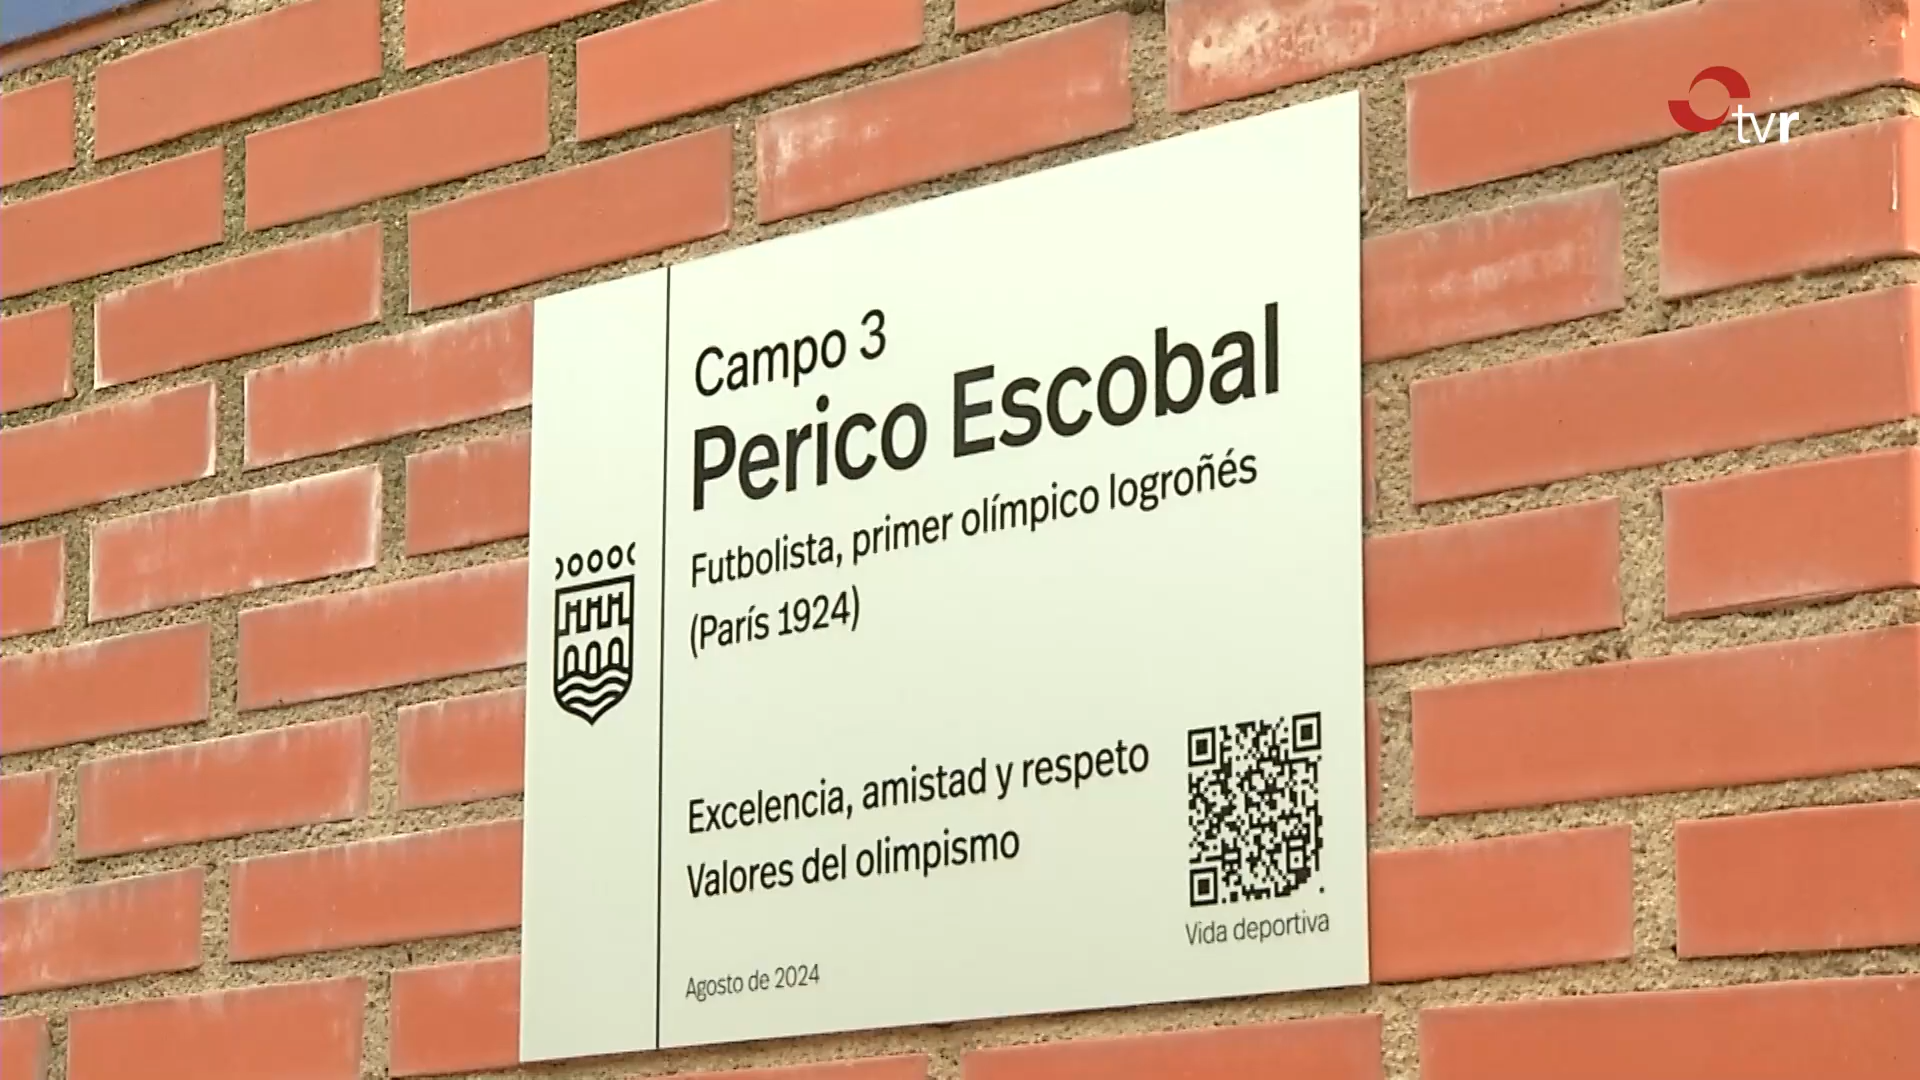 tvr
Campo 3
Perico Escobal
Futbolista, primer olímpico logroñés
(París 1924)
Excelencia, amistad y respeto
Valores del olimpismo
Vida deportiva
Agosto de 2024